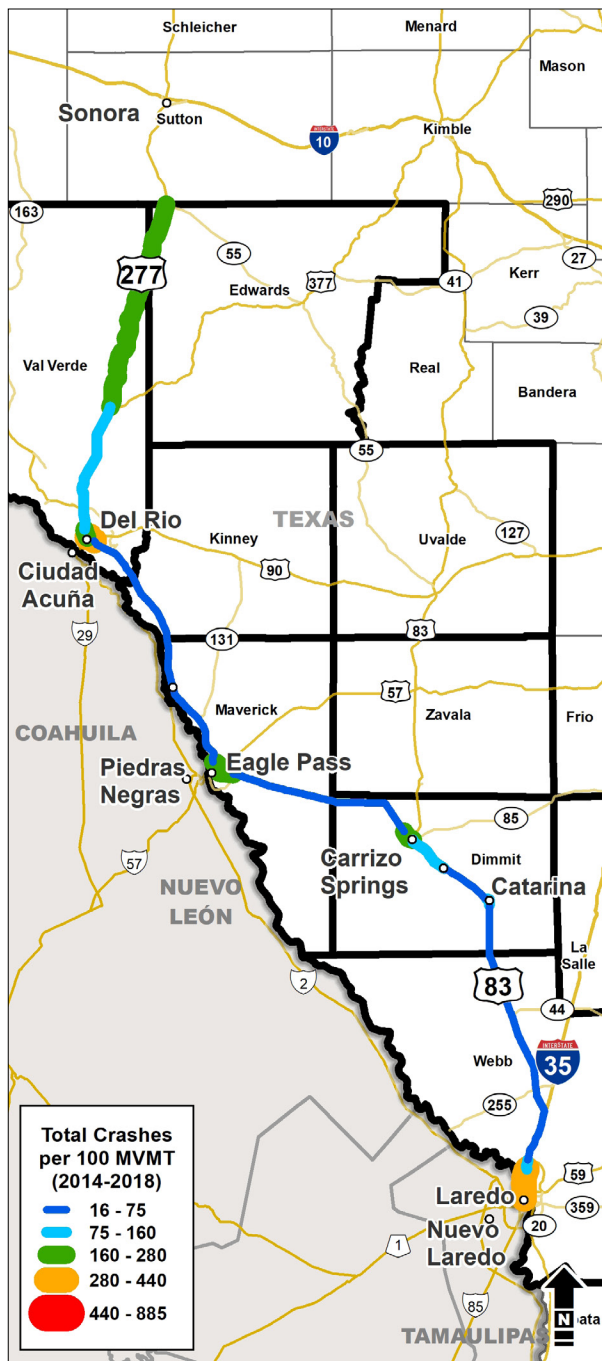 Schleicher
Menard
Mason
Sonora
Sutton
INTERSTATE
10
Kimble
163
290
277
55
377
27
Edwards
41
Kerr
39
Val Verde
Real
Bandera
55
Del Rio
TEXAS
127
Kinney
Uvalde
Ciudad
Acuña
90
29
131
83
57
Maverick
Zavala
Frio
COAHUILA
Eagle Pass
Piedras
Negras
85
Carrizo
Springs
Dimmit
57
NUEVO
LEÓN
Catarina
La
Salle
2
83
44
INTERSTATE
35
Webb
255
Total Crashes
per 100 MVMT
(2014-2018)
16 - 75
75 - 160
160 - 280
280 - 440
440 - 885
59
Laredo
359
20
Nuevo
Laredo
1
85
N
TAMAULIPAS